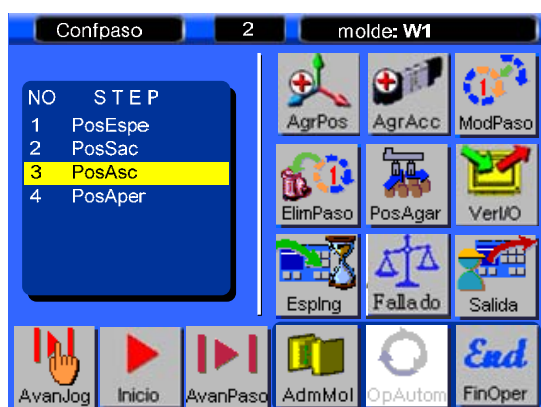 Confpaso 2 molde: W1
NO STEP
1 PosEspe
2 PosSac
3 PosAsc
4 PosAper
AgrPos AgrAcc ModPaso
1
ElimPaso PosAgar VerI/O
1
EspIng Fallado Salida
End
AvanJog Inicio AvanPaso AdmMol OpAutom FinOper